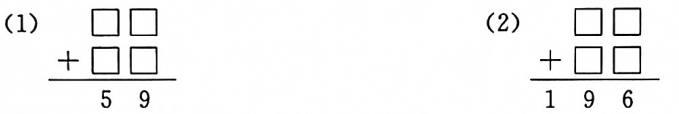 (1) □□ (2) □□
+□□ +□□
5 9 1 9 6